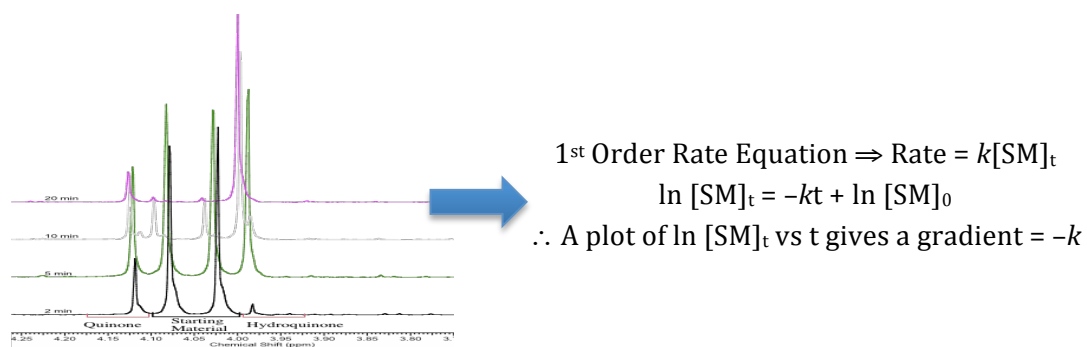 20 min
10 min
5 min
2 min
Quinone
Starting
Material
Hydroquinone
4.25 4.20 4.15 4.10 4.05 4.00 3.95 3.90 3.85 3.80
Chemical Shift (ppm)
1st Order Rate Equation ⇒ Rate = k[SM]t
ln [SM]t = –kt + ln [SM]0
∴ A plot of ln [SM]t vs t gives a gradient = –k